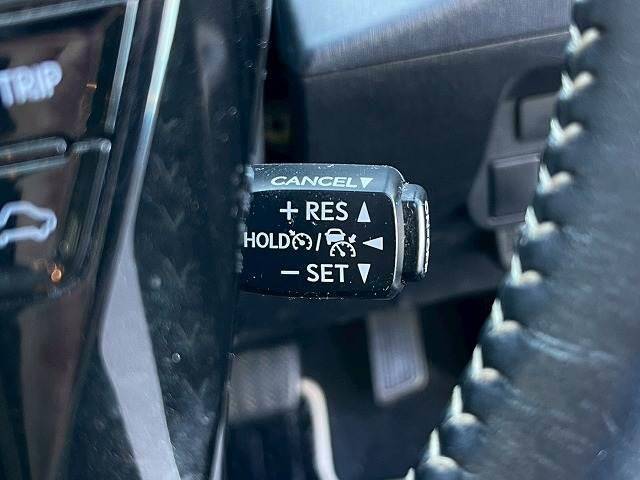 TRIP
CANCEL▼
+ RES ▲
HOLD / ◄
− SET ▼